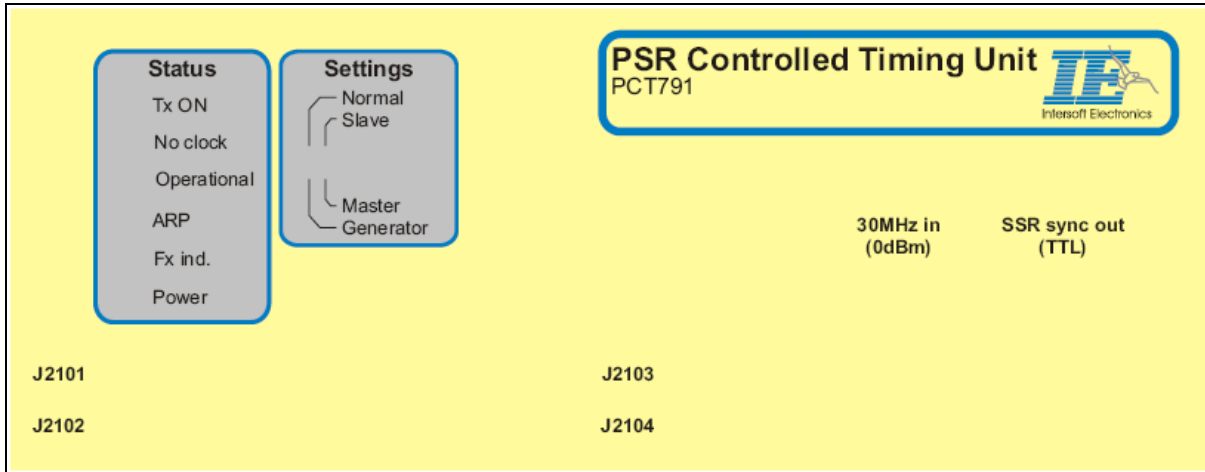 Status
Tx ON
No clock
Operational
ARP
Fx ind.
Power
Settings
Normal
Slave
Master
Generator
PSR Controlled Timing Unit
PCT791
IE
Intersoft Electronics
30MHz in
(0dBm)
SSR sync out
(TTL)
J2101
J2103
J2102
J2104